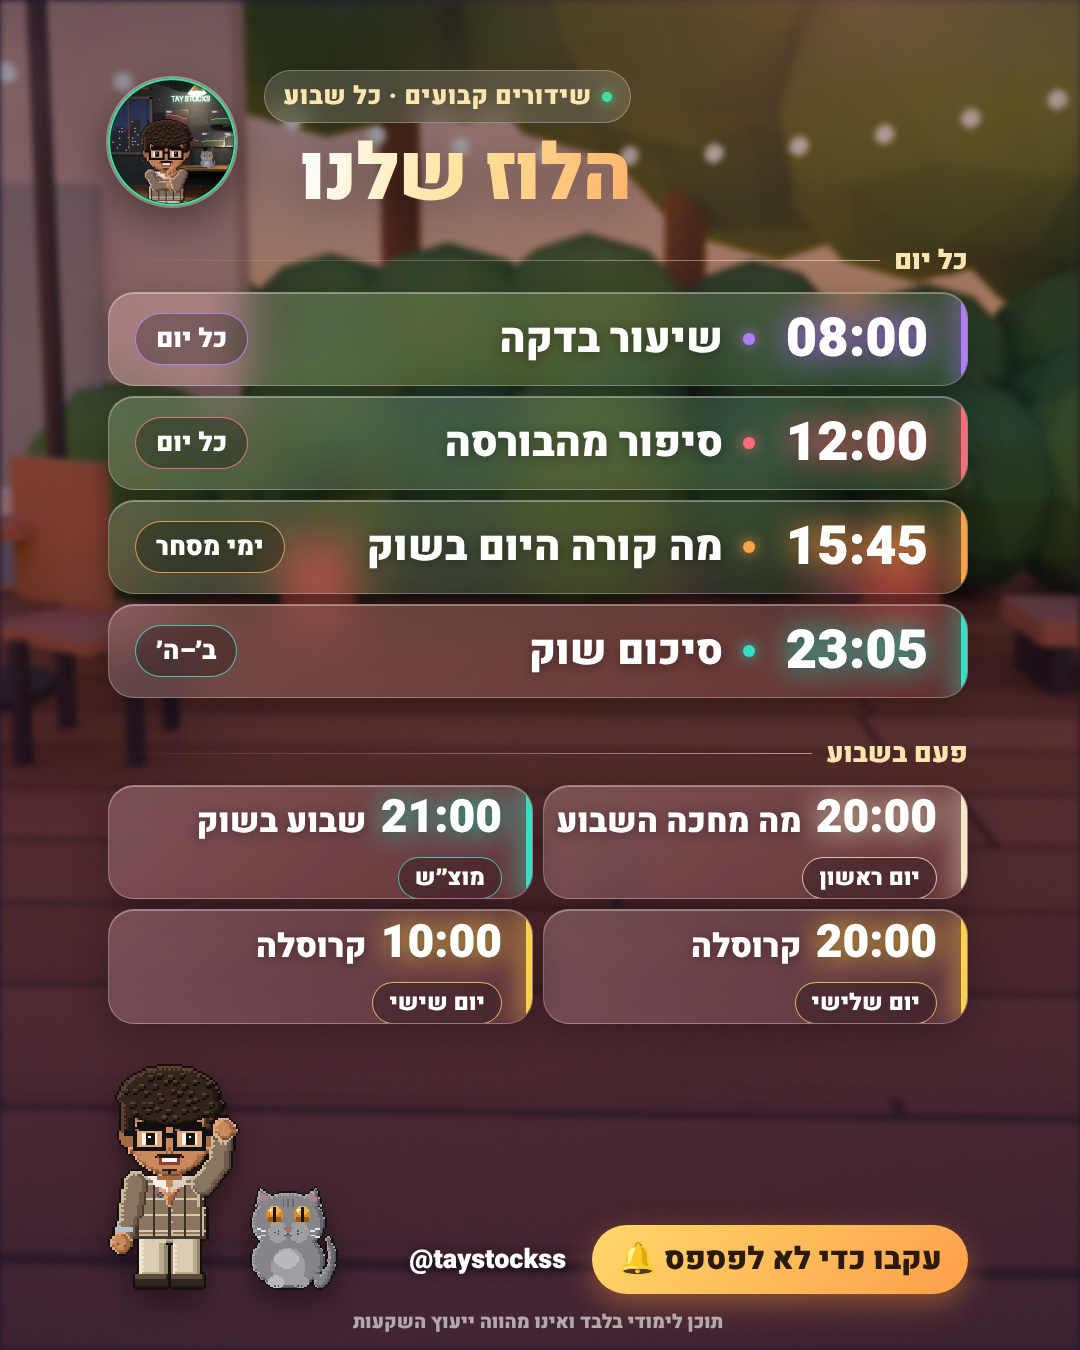 TAY STOCKS
שידורים קבועים · כל שבוע
הלוז שלנו
כל יום
08:00 • שיעור בדקה כל יום
12:00 • סיפור מהבורסה כל יום
15:45 • מה קורה היום בשוק ימי מסחר
23:05 • סיכום שוק ב׳–ה׳
פעם בשבוע
20:00 מה מחכה השבוע
יום ראשון
21:00 שבוע בשוק
מוצ״ש
20:00 קרוסלה
יום שלישי
10:00 קרוסלה
יום שישי
עקבו כדי לא לפספס 🔔
@taystockss
תוכן לימודי בלבד ואינו מהווה ייעוץ השקעות